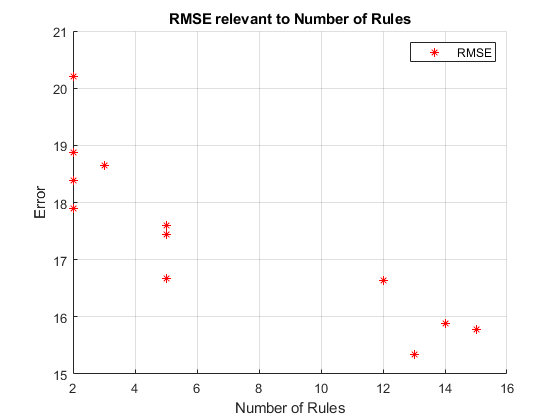 RMSE relevant to Number of Rules
RMSE
21
20
19
18
17
16
15
Error
2 4 6 8 10 12 14 16
Number of Rules